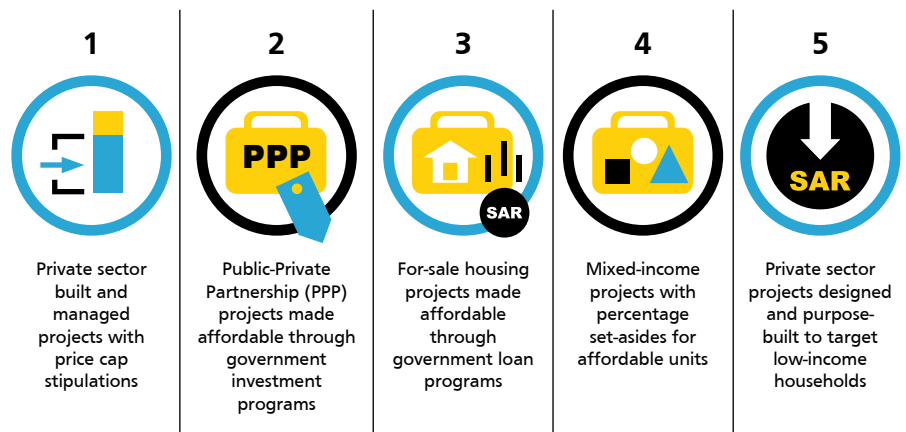 1
PPP
Private sector
built and
managed
projects with
price cap
stipulations
2
Public-Private
Partnership (PPP)
projects made
affordable through
government
investment
programs
3
SAR
For-sale housing
projects made
affordable
through
government loan
programs
4
Mixed-income
projects with
percentage
set-asides for
affordable units
5
SAR
Private sector
projects designed
and purpose-
built to target
low-income
households